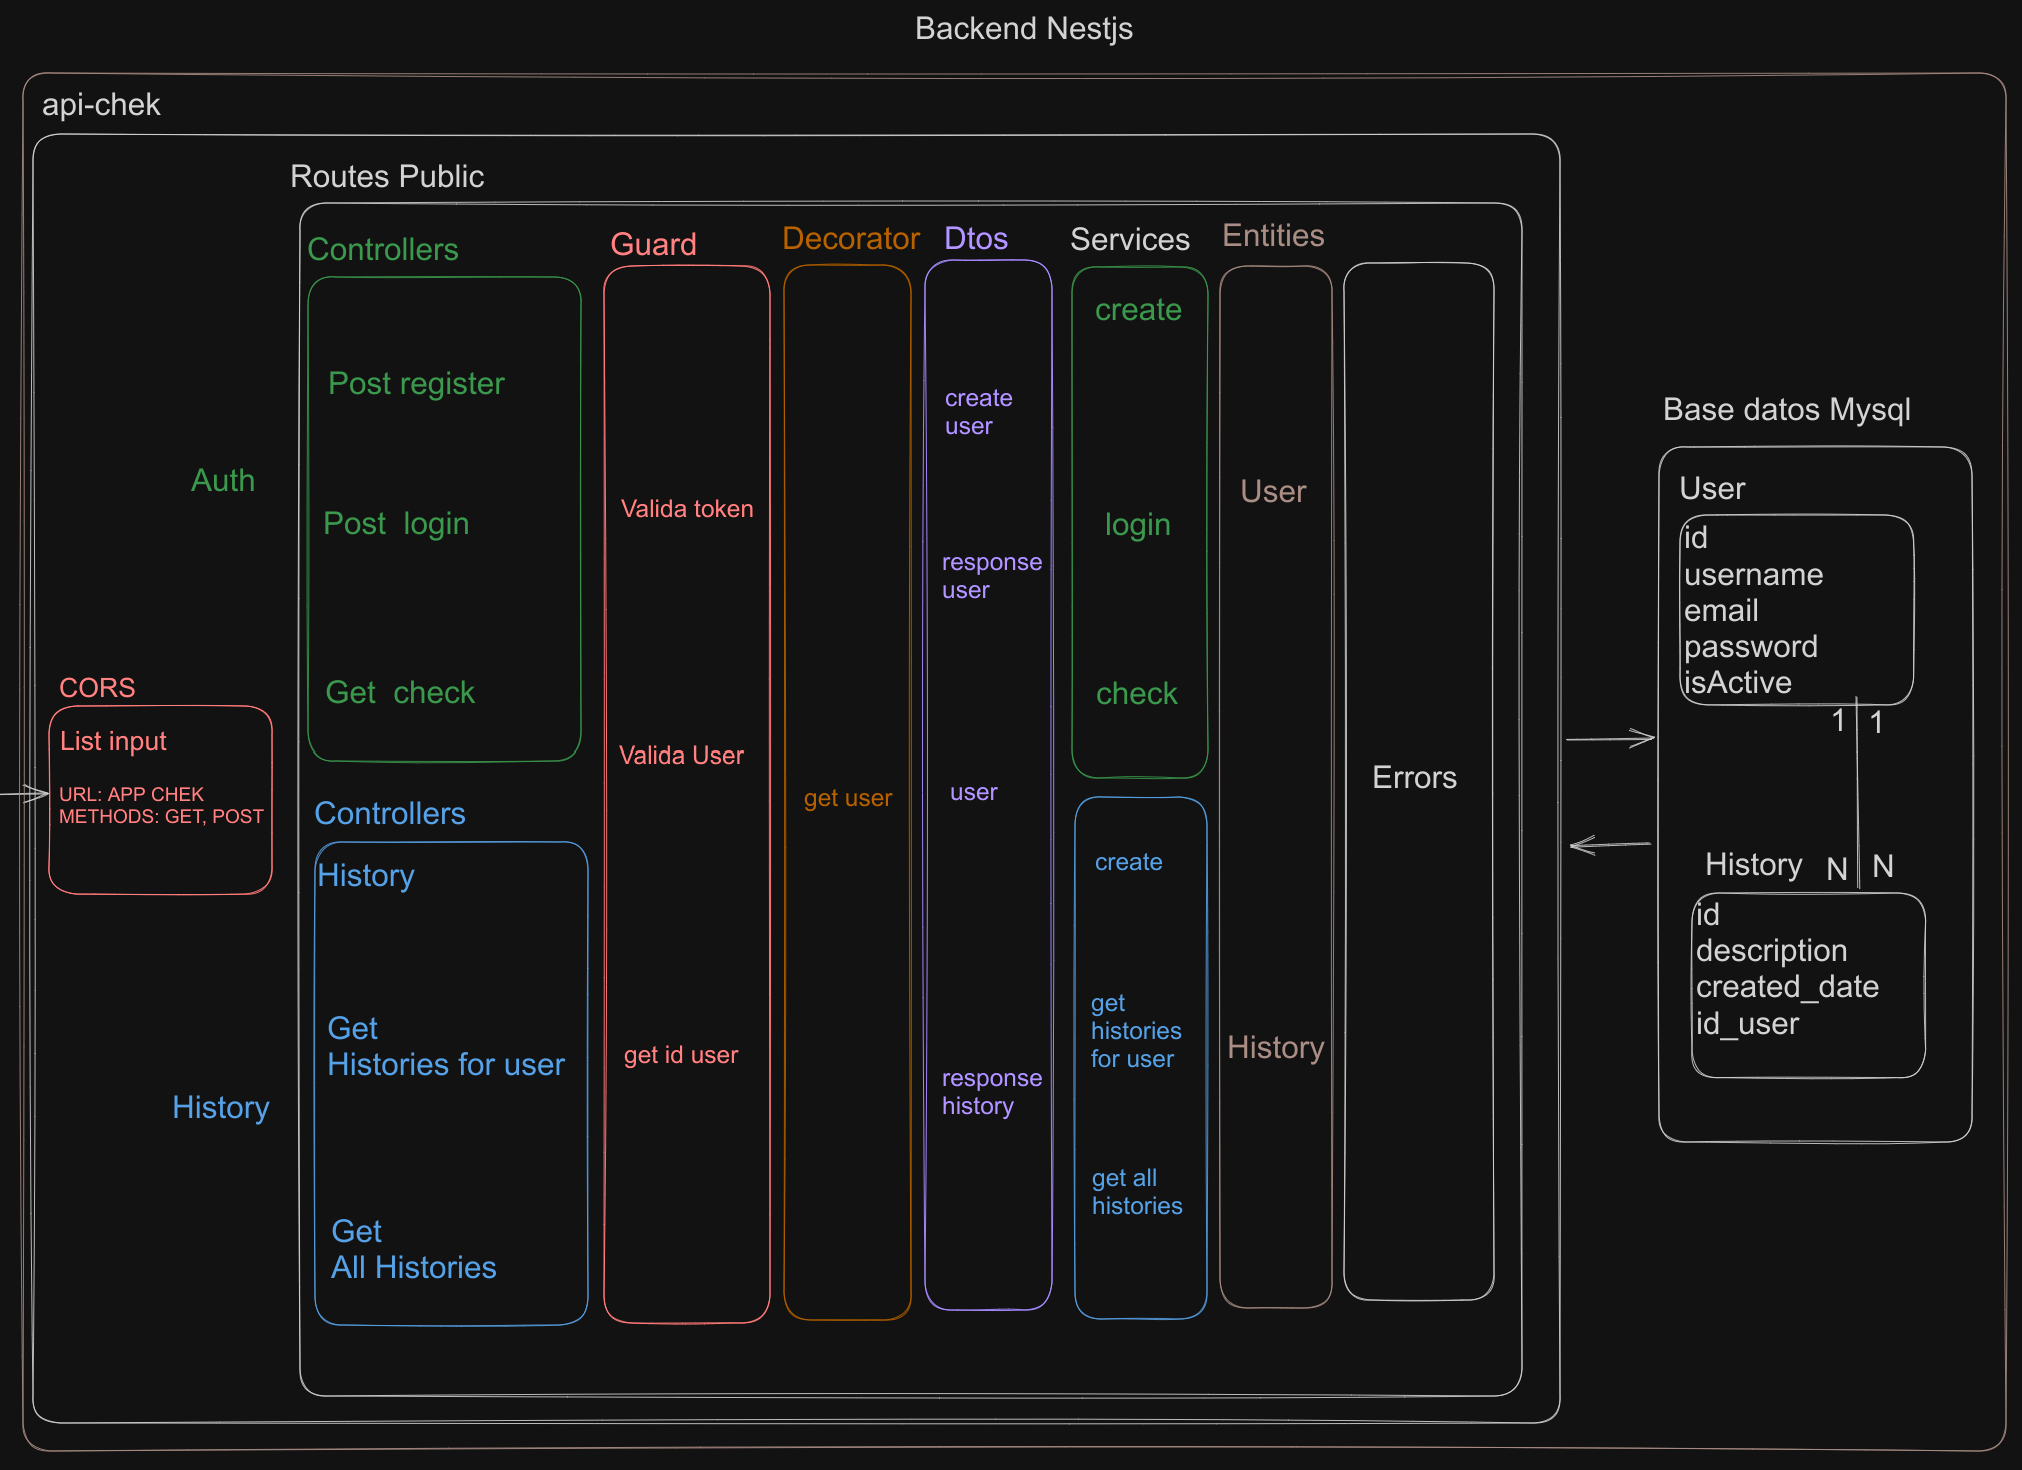 Backend Nestjs
api-chek
Routes Public
Auth
History
CORS
List input
URL: APP CHEK
METHODS: GET, POST
Controllers
Post register
Post  login
Get  check
Controllers
History
Get
Histories for user
Get
All Histories
Guard
Valida token
Valida User
get id user
Decorator
get user
Dtos
create
user
response
user
user
response
history
Services
create
login
check
create
get
histories
for user
get all
histories
Entities
User
History
Errors
Base datos Mysql
User
id
username
email
password
isActive
1 1
History N N
id
description
created_date
id_user